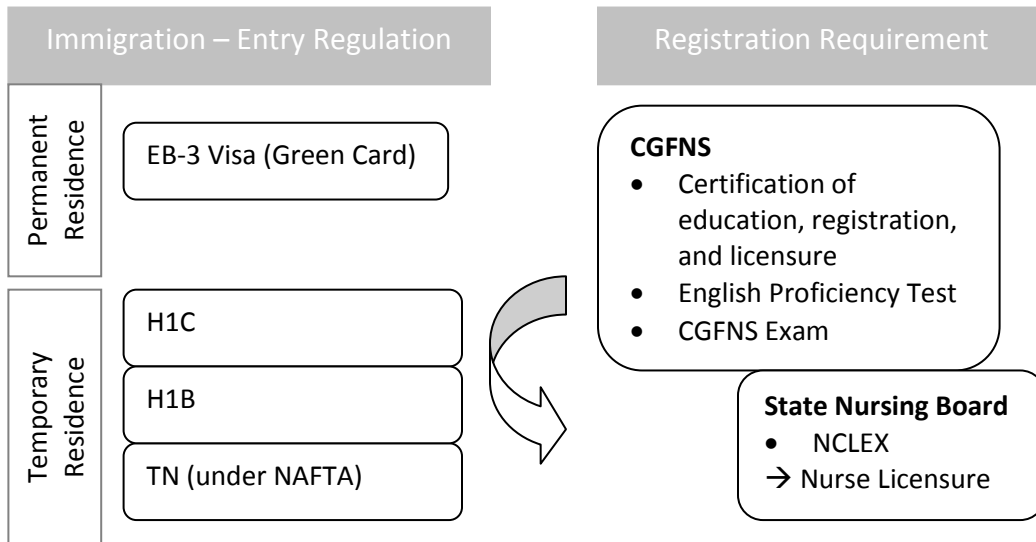 Immigration – Entry Regulation
Permanent
Residence
EB-3 Visa (Green Card)
Temporary
Residence
H1C
H1B
TN (under NAFTA)
Registration Requirement
CGFNS
• Certification of
education, registration,
and licensure
• English Proficiency Test
• CGFNS Exam
State Nursing Board
• NCLEX
→ Nurse Licensure